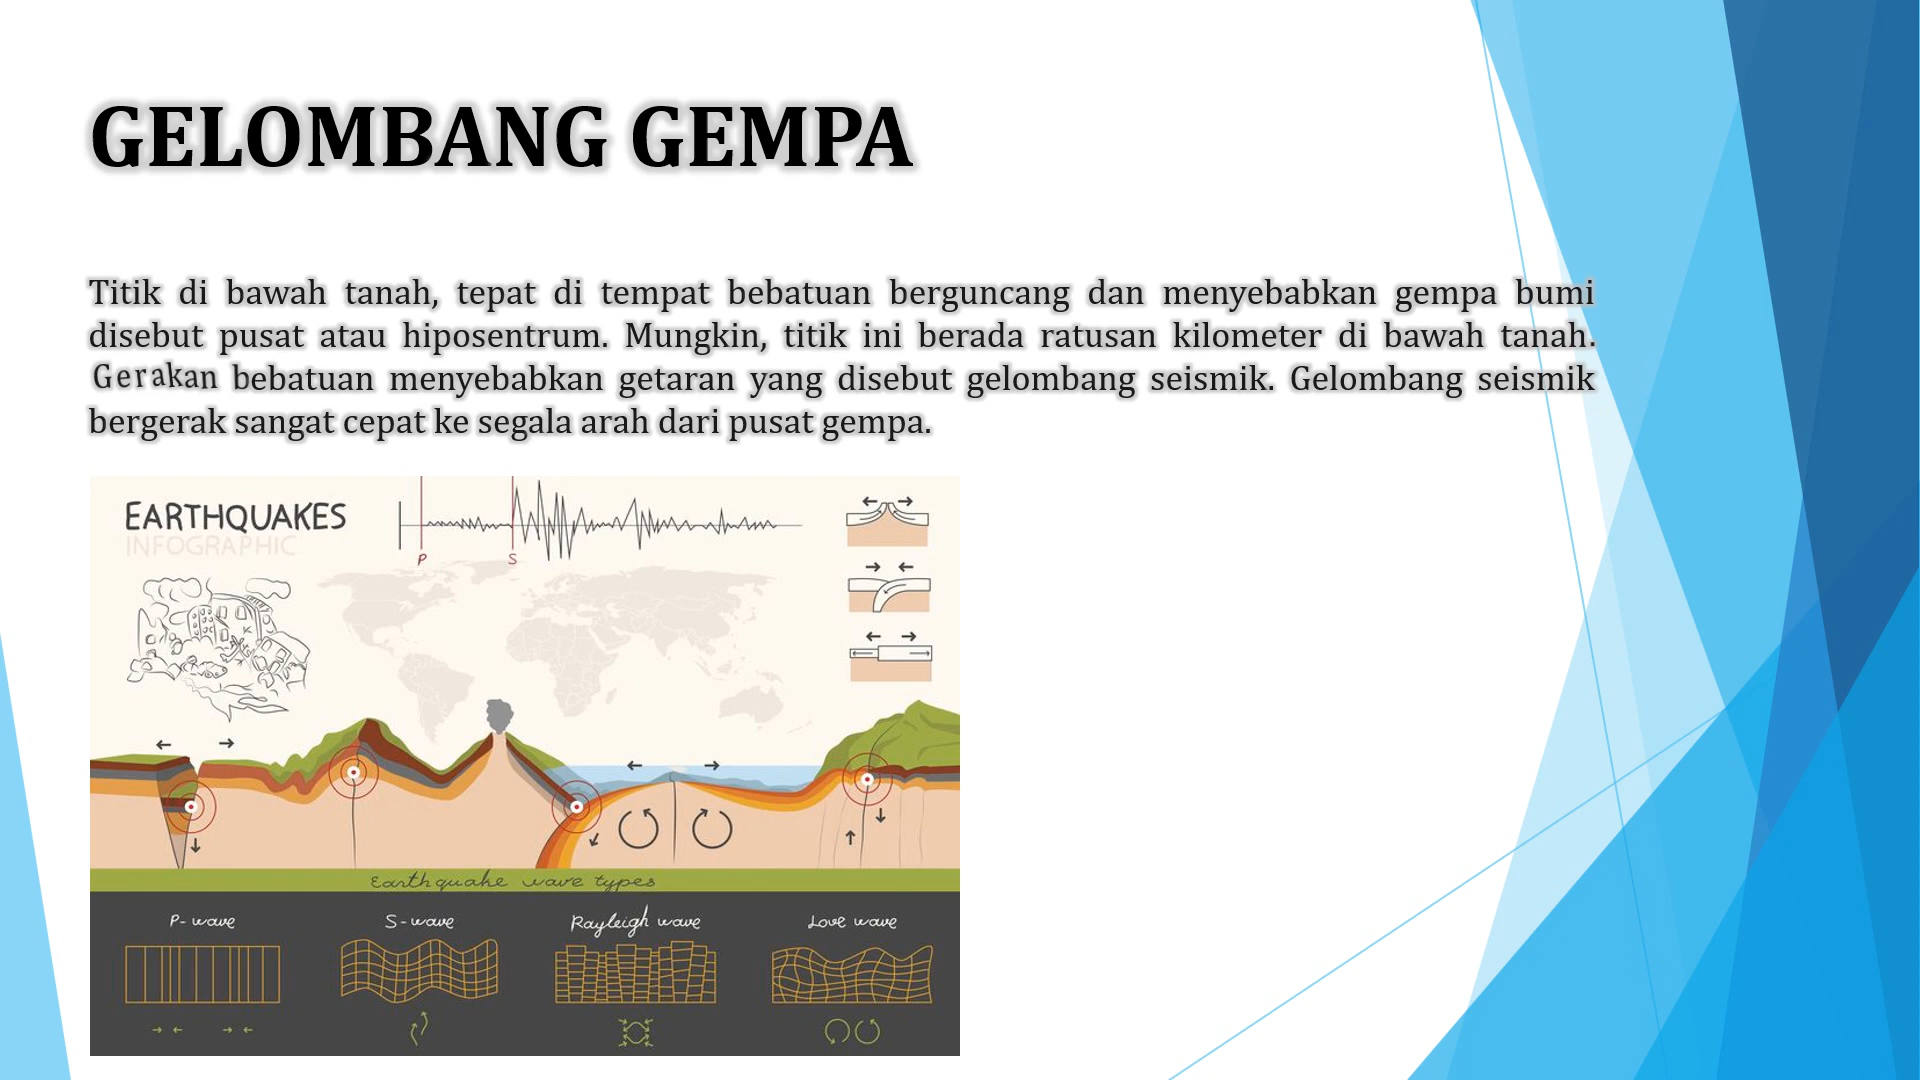 GELOMBANG GEMPA
Titik di bawah tanah, tepat di tempat bebatuan berguncang dan menyebabkan gempa bumi
disebut pusat atau hiposentrum. Mungkin, titik ini berada ratusan kilometer di bawah tanah.
Gerakan bebatuan menyebabkan getaran yang disebut gelombang seismik. Gelombang seismik
bergerak sangat cepat ke segala arah dari pusat gempa.
EARTHQUAKES
INFOGRAPHIC
P S
Earthquake wave types
P-wave S-wave Rayleigh wave Love wave